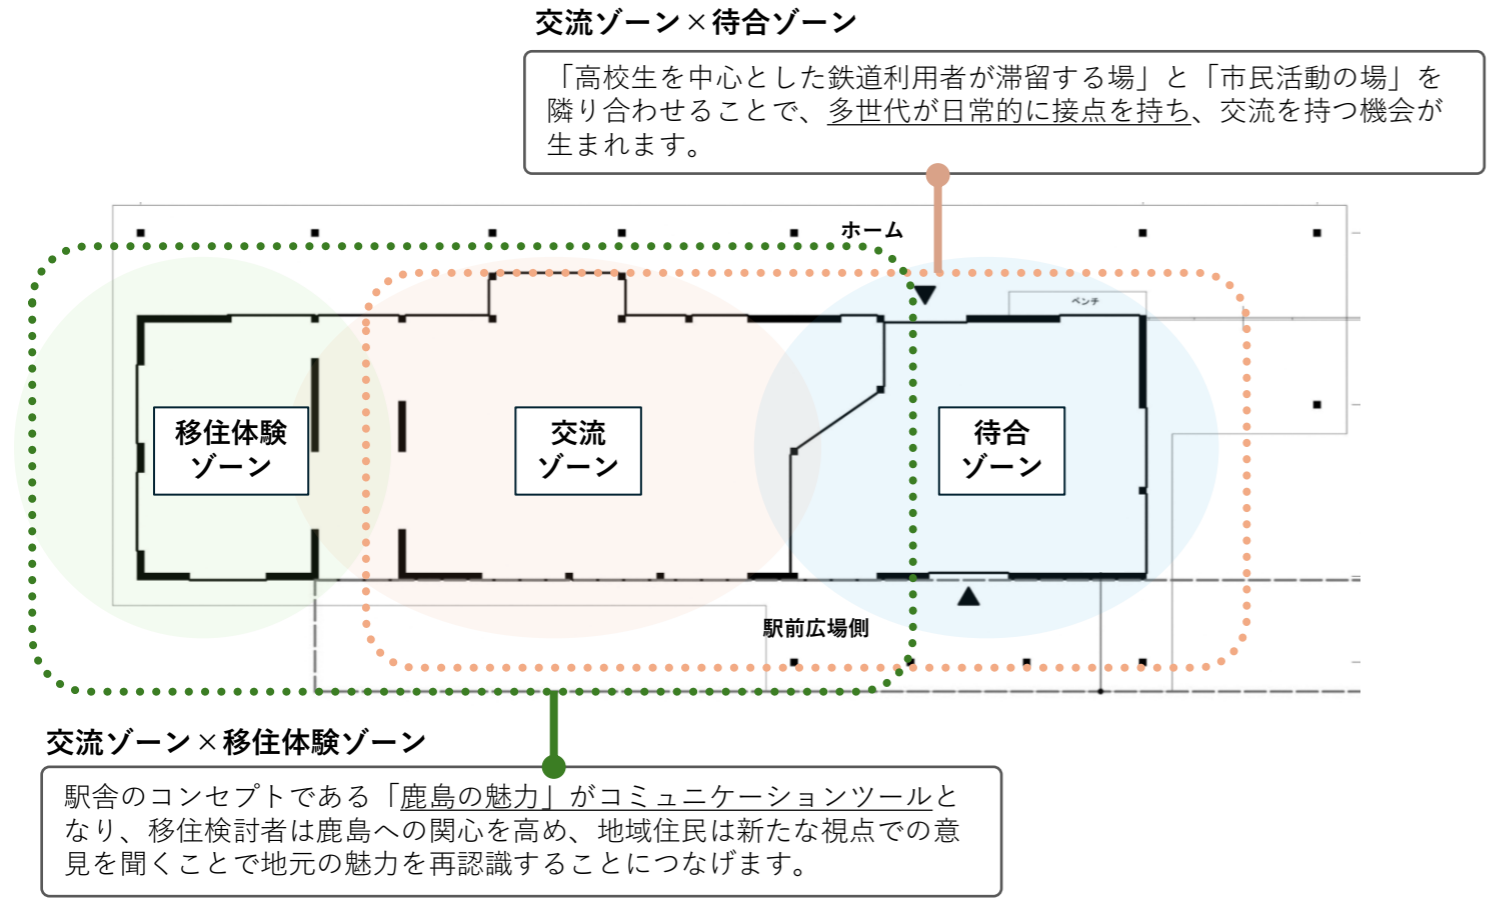 交流ゾーン×待合ゾーン
「高校生を中心とした鉄道利用者が滞留する場」と「市民活動の場」を
隣り合わせることで、多世代が日常的に接点を持ち、交流を持つ機会が
生まれます。
ホーム
ベンチ
移住体験
ゾーン
交流
ゾーン
待合
ゾーン
駅前広場側
交流ゾーン×移住体験ゾーン
駅舎のコンセプトである「鹿島の魅力」がコミュニケーションツールと
なり、移住検討者は鹿島への関心を高め、地域住民は新たな視点での意
見を聞くことで地元の魅力を再認識することにつなげます。